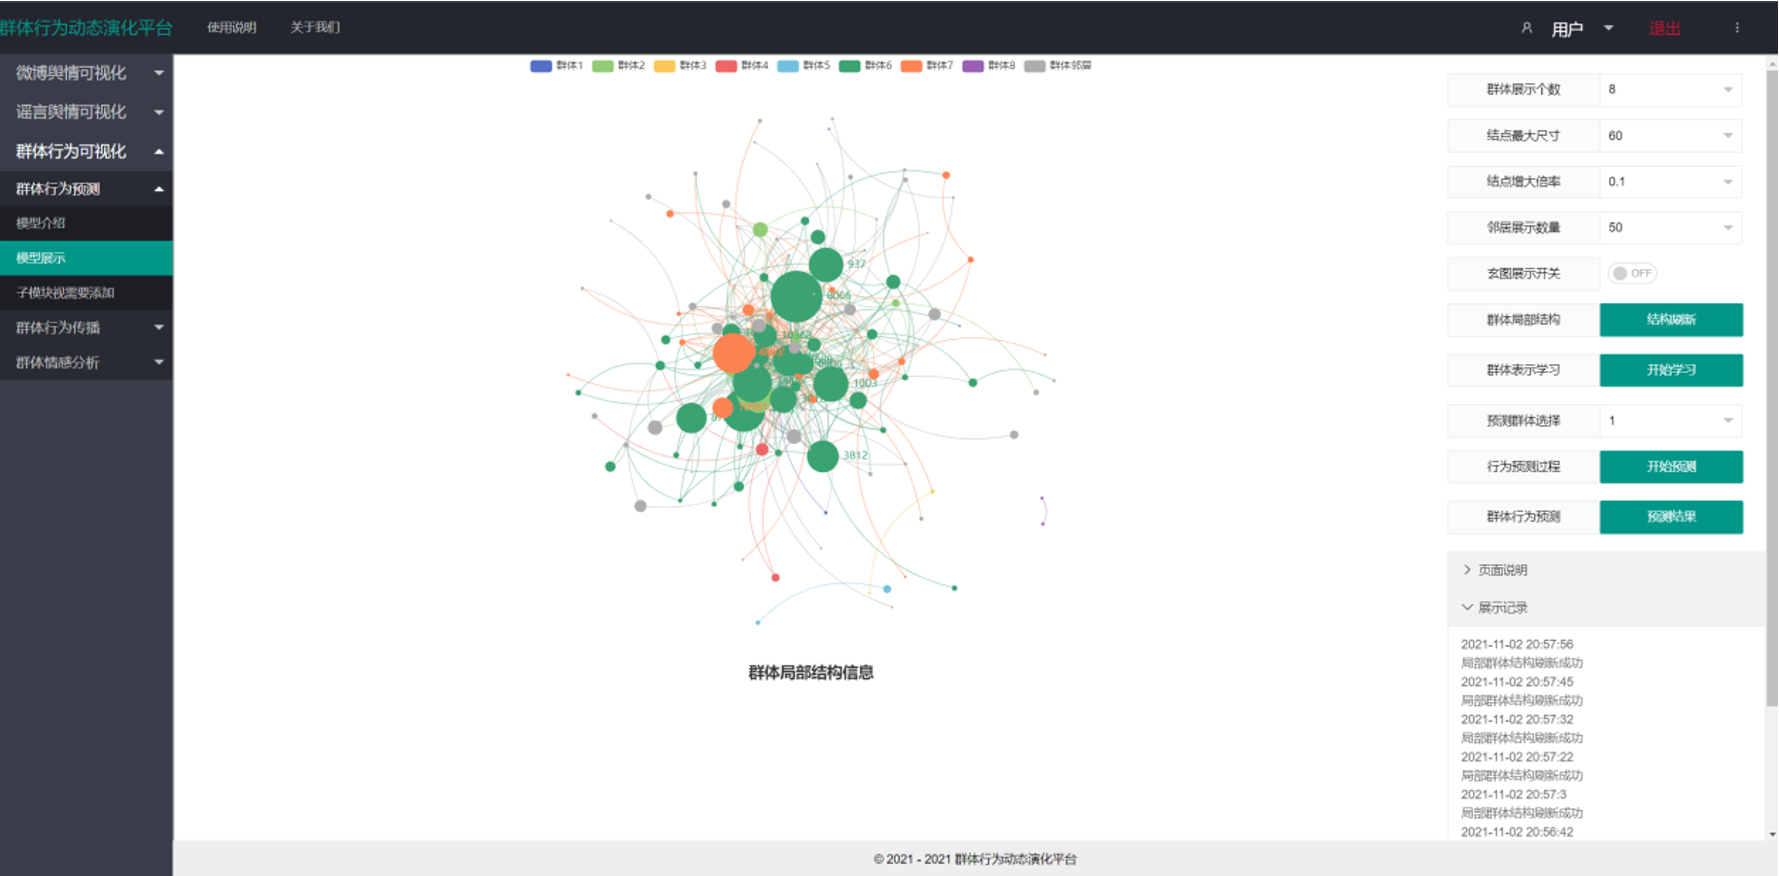 群体行为动态演化平台
使用说明
关于我们
用户
退出
微博舆情可视化
谣言舆情可视化
群体行为可视化
群体行为预测
模型介绍
模型展示
子模块视需要添加
群体行为传播
群体情感分析
群体1 群体2 群体3 群体4 群体5 群体6 群体7 群体8 群体邻居
937
8066
1003
3812
群体局部结构信息
群体展示个数 8
结点最大尺寸 60
结点增大倍率 0.1
邻居展示数量 50
玄图展示开关 OFF
群体局部结构 结构刷新
群体表示学习 开始学习
预测群体选择 1
行为预测过程 开始预测
群体行为预测 预测结果
页面说明
展示记录
2021-11-02 20:57:56
局部群体结构刷新成功
2021-11-02 20:57:45
局部群体结构刷新成功
2021-11-02 20:57:32
局部群体结构刷新成功
2021-11-02 20:57:22
局部群体结构刷新成功
2021-11-02 20:57:3
局部群体结构刷新成功
2021-11-02 20:56:42
© 2021 - 2021 群体行为动态演化平台